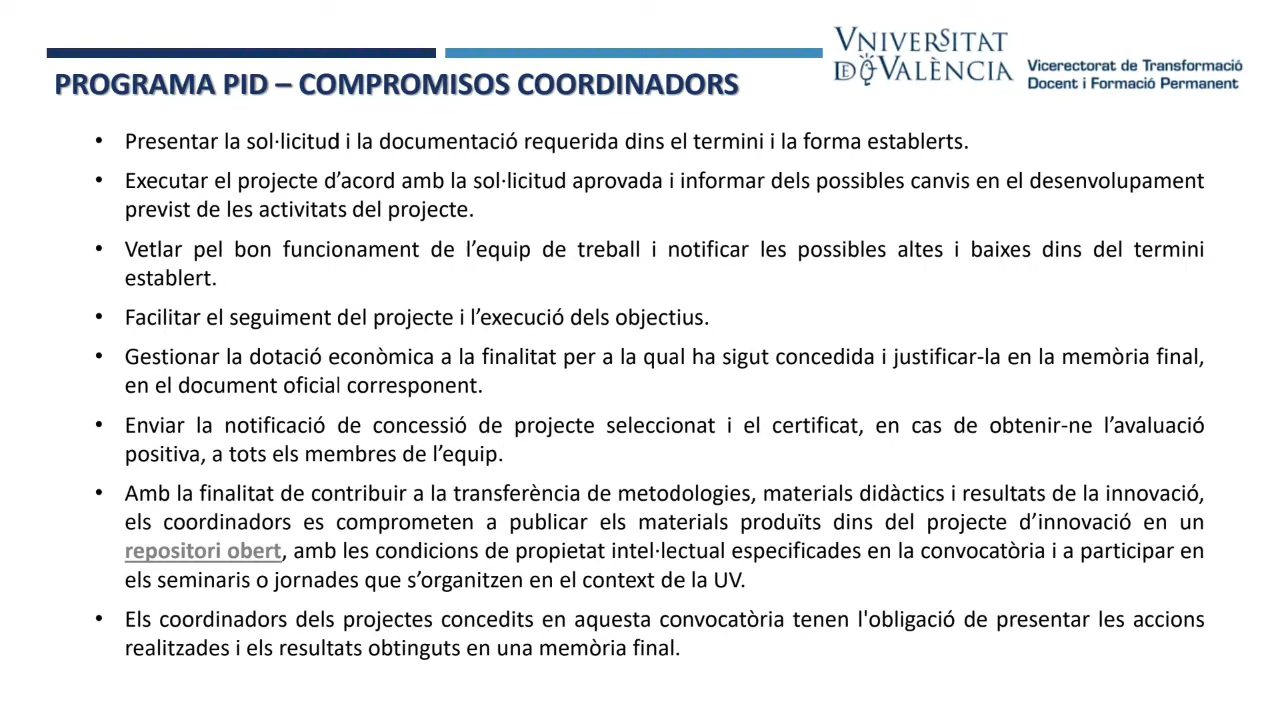 VNIVERSITAT
DE VALÈNCIA
Vicerectorat de Transformació
Docent i Formació Permanent
PROGRAMA PID – COMPROMISOS COORDINADORS
• Presentar la sol·licitud i la documentació requerida dins el termini i la forma establerts.
• Executar el projecte d’acord amb la sol·licitud aprovada i informar dels possibles canvis en el desenvolupament
previst de les activitats del projecte.
• Vetlar pel bon funcionament de l’equip de treball i notificar les possibles altes i baixes dins del termini
establert.
• Facilitar el seguiment del projecte i l’execució dels objectius.
• Gestionar la dotació econòmica a la finalitat per a la qual ha sigut concedida i justificar-la en la memòria final,
en el document oficial corresponent.
• Enviar la notificació de concessió de projecte seleccionat i el certificat, en cas de obtenir-ne l’avaluació
positiva, a tots els membres de l’equip.
• Amb la finalitat de contribuir a la transferència de metodologies, materials didàctics i resultats de la innovació,
els coordinadors es comprometen a publicar els materials produïts dins del projecte d’innovació en un
repositori obert, amb les condicions de propietat intel·lectual especificades en la convocatòria i a participar en
els seminaris o jornades que s’organitzen en el context de la UV.
• Els coordinadors dels projectes concedits en aquesta convocatòria tenen l'obligació de presentar les accions
realitzades i els resultats obtinguts en una memòria final.